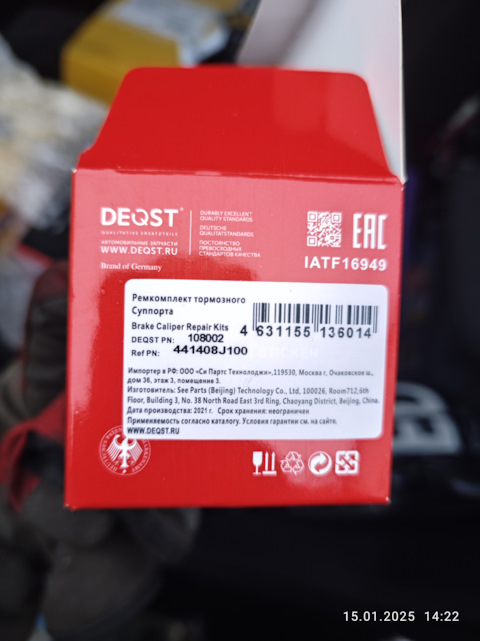 DEQST
QUALITATIVE ERSATZTEILE
АВТОМОБИЛЬНЫЕ ЗАПЧАСТИ
WWW.DEQST.RU
Brand of Germany
DURABLY EXCELLENT
QUALITY STANDARDS
DEUTSCHE
QUALITÄTSTANDARDS
ПОСТОЯНСТВО
ПРЕВОСХОДНЫХ
СТАНДАРТОВ КАЧЕСТВА
EAC
IATF16949
Ремкомплект тормозного
Суппорта
Brake Caliper Repair Kits
DEQST PN: 108002
Ref PN: 441408J100
4 631155 136014
Импортер в РФ: ООО «Си Партс Технолоджи»,119530, Москва г, Очаковское ш.,
дом 36, этаж 3, помещение 3.
Изготовитель: See Parts (Beijing) Technology Co., Ltd, 100026, Room712,6th
Floor, Building 3, No. 38 North Road East 3rd Ring, Chaoyang District, Beijing, China.
Дата производства: 2021 г. Срок хранения: неограничен
Применяемость согласно каталогу. Условия гарантии см. на сайте.
WWW.DEQST.RU
15.01.2025 14:22